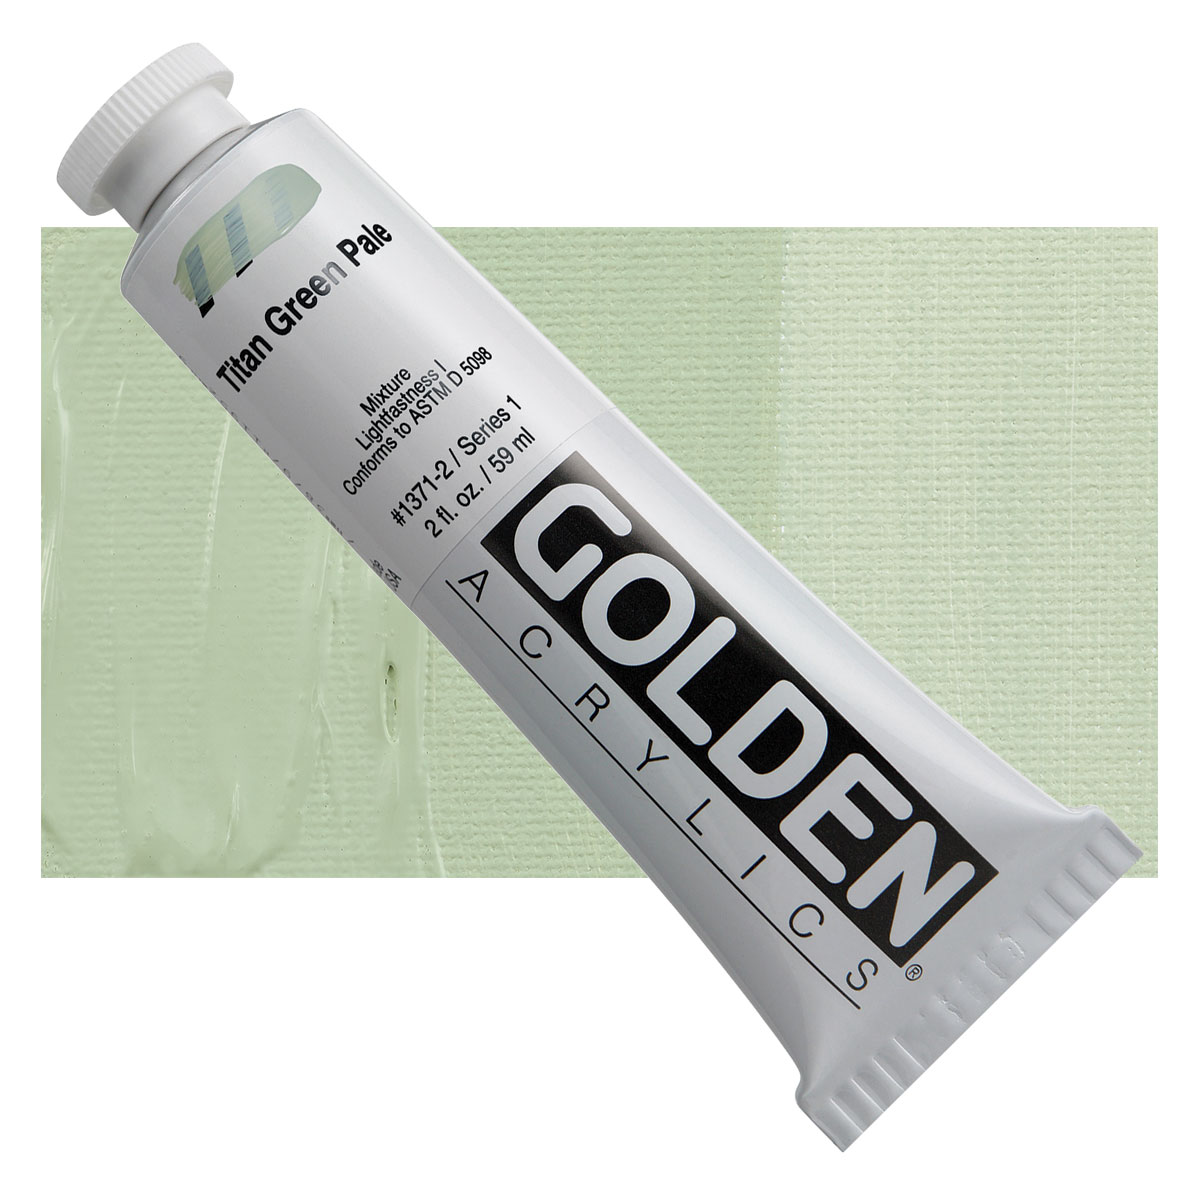 Titan Green Pale
Mixture
Lightfastness I
Conforms to ASTM D 5098
#1371-2 / Series 1
2 fl. oz. / 59 ml
GOLDEN®
ACRYLICS